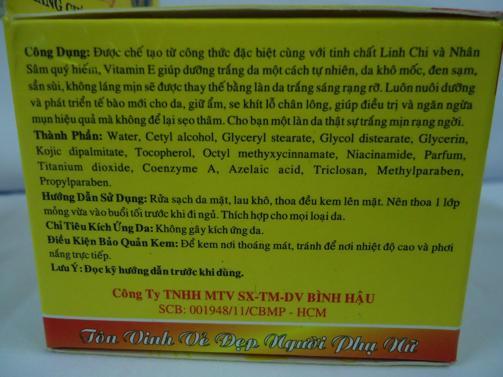 Công Dụng: Được chế tạo từ công thức đặc biệt cùng với tinh chất Linh Chi và Nhân
Sâm quý hiếm, Vitamin E giúp dưỡng trắng da một cách tự nhiên, da khô mốc, đen sạm,
sần sùi, không láng mịn sẽ được thay thế bằng làn da trắng sáng rạng rỡ. Luôn nuôi dưỡng
và phát triển tế bào mới cho da, giữ ẩm, se khít lỗ chân lông, giúp điều trị và ngăn ngừa
mụn hiệu quả mà không để lại sẹo thâm. Cho bạn một làn da thật sự trắng mịn rạng ngời.
Thành Phần: Water, Cetyl alcohol, Glyceryl stearate, Glycol distearate, Glycerin,
Kojic dipalmitate, Tocopherol, Octyl methyxycinnamate, Niacinamide, Parfum,
Titanium dioxide, Coenzyme A, Azelaic acid, Triclosan, Methylparaben,
Propylparaben.
Hướng Dẫn Sử Dụng: Rửa sạch da mặt, lau khô, thoa đều kem lên mặt. Nên thoa 1 lớp
mỏng vừa vào buổi tối trước khi đi ngủ. Thích hợp cho mọi loại da.
Chỉ Tiêu Kích Ứng Da: Không gây kích ứng da.
Điều Kiện Bảo Quản Kem: Để kem nơi thoáng mát, tránh để nơi nhiệt độ cao và phơi
nắng trực tiếp.
Lưu Ý: Đọc kỹ hướng dẫn trước khi dùng.
Công Ty TNHH MTV SX-TM-DV BÌNH HẬU
SCB: 001948/11/CBMP - HCM
Tôn Vinh Vẻ Đẹp Người Phụ Nữ